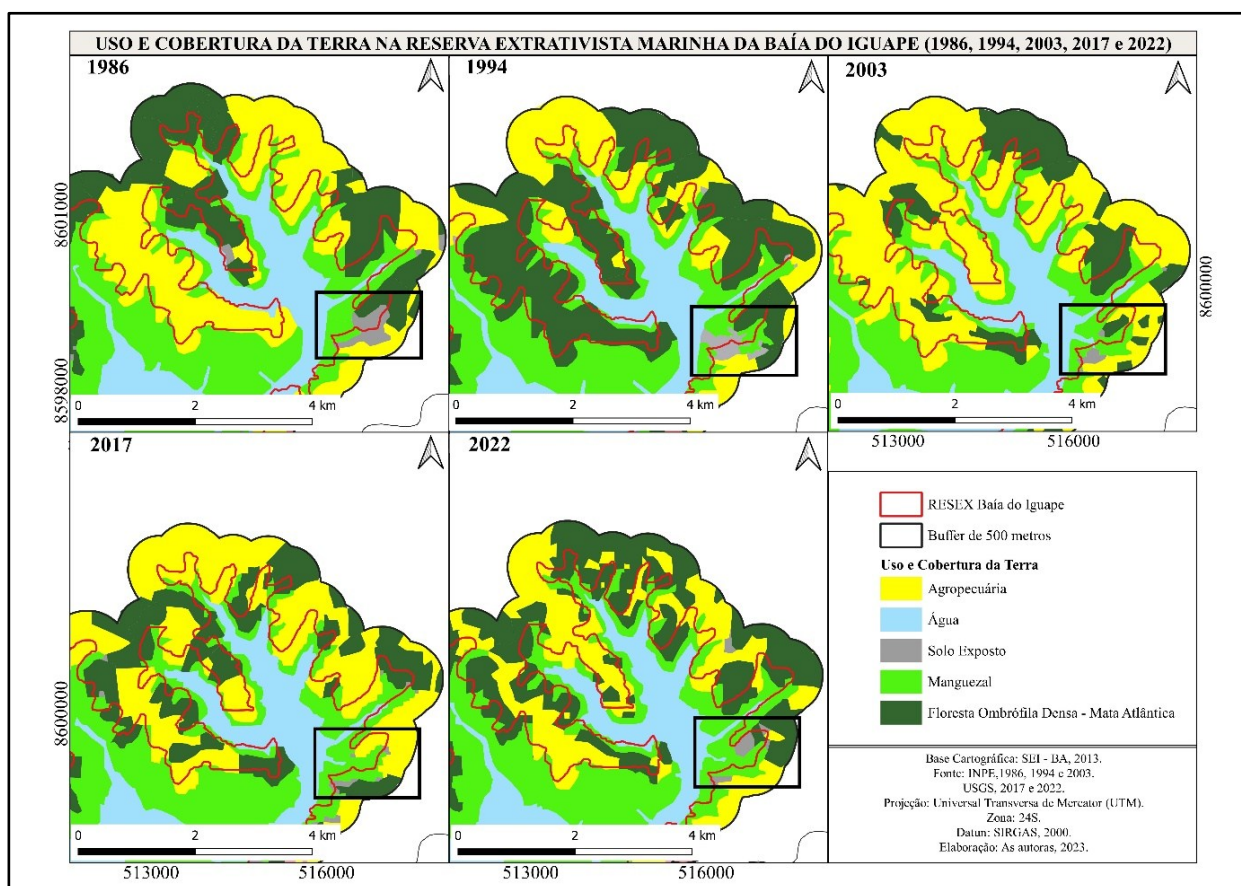 USO E COBERTURA DA TERRA NA RESERVA EXTRATIVISTA MARINHA DA BAÍA DO IGUAPE (1986, 1994, 2003, 2017 e 2022)
1986
1994
2003
8601000
8598000
8600000
0 2 4 km
0 2 4 km
0 2 4 km
513000 516000
2017
2022
8600000
0 2 4 km
0 2 4 km
513000 516000
513000 516000
RESEX Baía do Iguape
Buffer de 500 metros
Uso e Cobertura da Terra
Agropecuária
Água
Solo Exposto
Manguezal
Floresta Ombrófila Densa - Mata Atlântica
Base Cartográfica: SEI - BA, 2013.
Fonte: INPE,1986, 1994 e 2003.
USGS, 2017 e 2022.
Projeção: Universal Transversa de Mercator (UTM).
Zona: 24S.
Datun: SIRGAS, 2000.
Elaboração: As autoras, 2023.